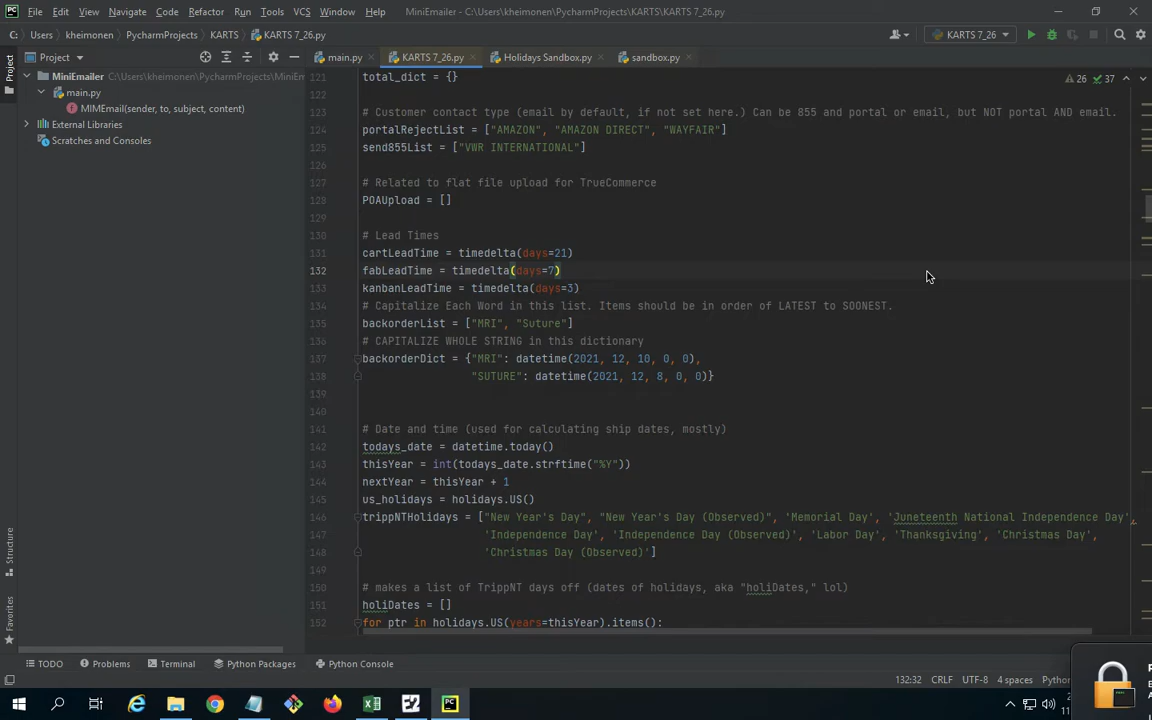 File Edit View Navigate Code Refactor Run Tools VCS Window Help MiniEmailer - C:\Users\kheimonen\PycharmProjects\KARTS\KARTS 7_26.py
C: Users kheimonen PycharmProjects KARTS KARTS 7_26.py KARTS 7_26
Project main.py KARTS 7_26.py Holidays Sandbox.py sandbox.py
Project
MiniEmailer C:\Users\kheimonen\PycharmProjects\MiniEm
main.py
MIMEmail(sender, to, subject, content)
External Libraries
Scratches and Consoles
26 37
121 total_dict = {}
122
123 # Customer contact type (email by default, if not set here.) Can be 855 and portal or email, but NOT portal AND email.
124 portalRejectList = ["AMAZON", "AMAZON DIRECT", "WAYFAIR"]
125 send855List = ["VWR INTERNATIONAL"]
126
127 # Related to flat file upload for TrueCommerce
128 POAUpload = []
129
130 # Lead Times
131 cartLeadTime = timedelta(days=21)
132 fabLeadTime = timedelta(days=7)
133 kanbanLeadTime = timedelta(days=3)
134 # Capitalize Each Word in this list. Items should be in order of LATEST to SOONEST.
135 backorderList = ["MRI", "Suture"]
136 # CAPITALIZE WHOLE STRING in this dictionary
137 backorderDict = {"MRI": datetime(2021, 12, 10, 0, 0),
138 "SUTURE": datetime(2021, 12, 8, 0, 0)}
139
140
141 # Date and time (used for calculating ship dates, mostly)
142 todays_date = datetime.today()
143 thisYear = int(todays_date.strftime("%Y"))
144 nextYear = thisYear + 1
145 us_holidays = holidays.US()
146 trippNTHolidays = ["New Year's Day", "New Year's Day (Observed)", 'Memorial Day', 'Juneteenth National Independence Day',
147 'Independence Day', 'Independence Day (Observed)', 'Labor Day', 'Thanksgiving', 'Christmas Day',
148 'Christmas Day (Observed)']
149
150 # makes a list of TrippNT days off (dates of holidays, aka "holiDates," lol)
151 holiDates = []
152 for ptr in holidays.US(years=thisYear).items():
Structure
Favorites
TODO Problems Terminal Python Packages Python Console
132:32 CRLF UTF-8 4 spaces Python